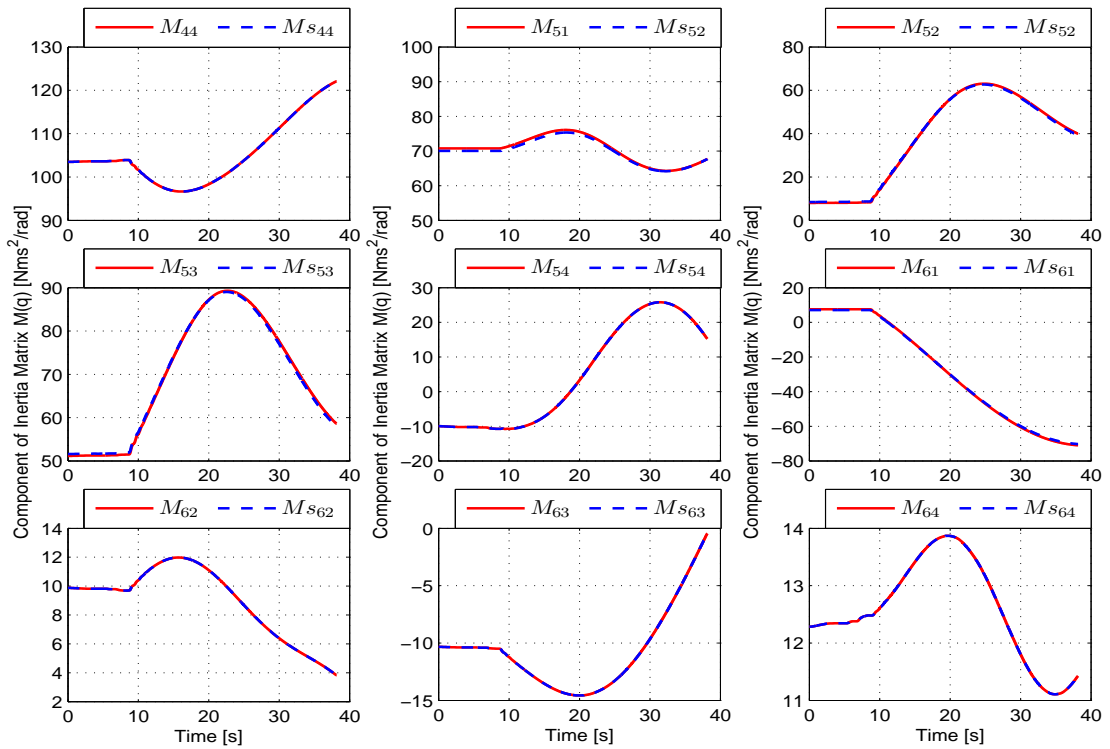 M44 Ms44
M51 Ms52
M52 Ms52
130
120
110
100
90
0 10 20 30 40
100
90
80
70
60
50
0 10 20 30 40
80
60
40
20
0
0 10 20 30 40
M53 Ms53
M54 Ms54
M61 Ms61
90
80
70
60
50
0 10 20 30 40
30
20
10
0
−10
−20
0 10 20 30 40
20
0
−20
−40
−60
−80
0 10 20 30 40
M62 Ms62
M63 Ms63
M64 Ms64
14
12
10
8
6
4
2
0 10 20 30 40
0
−5
−10
−15
0 10 20 30 40
14
13
12
11
0 10 20 30 40
Component of Inertia Matrix M(q) [Nms²/rad]
Component of Inertia Matrix M(q) [Nms²/rad]
Component of Inertia Matrix M(q) [Nms²/rad]
Time [s]
Time [s]
Time [s]